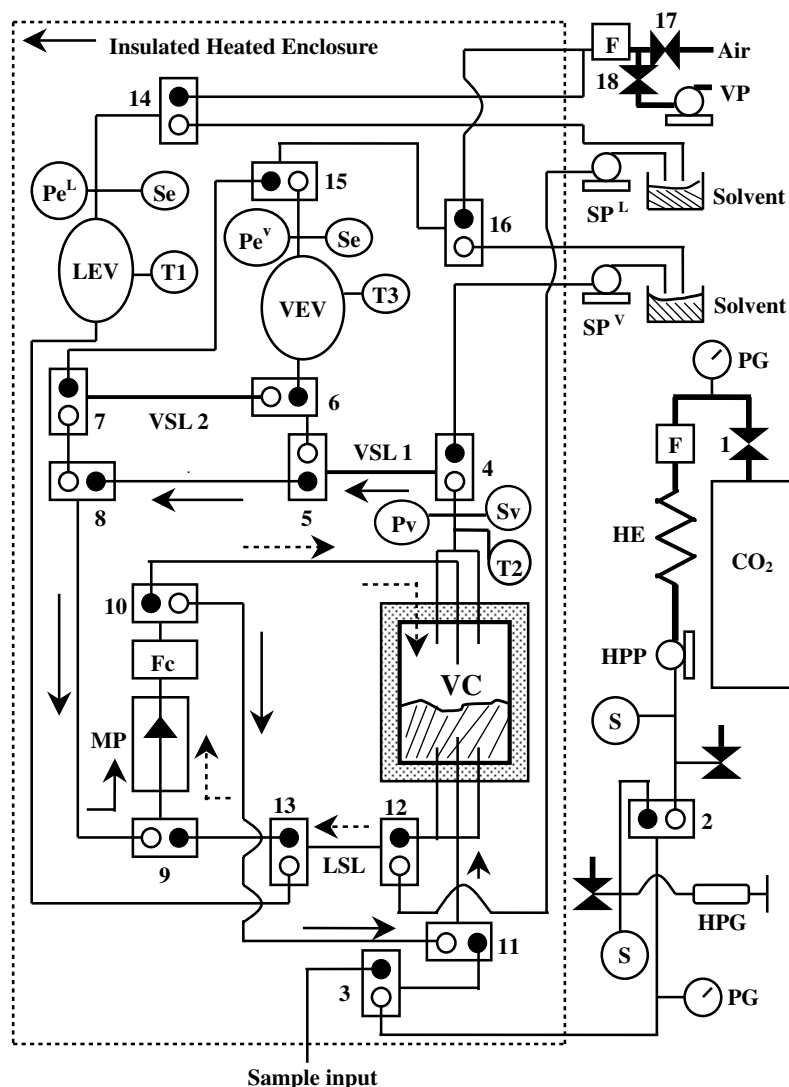 Insulated Heated Enclosure
17
F
Air
18
VP
14
15
Pe^L
Se
SP^L
Solvent
16
Pe^V
Se
LEV
T1
VEV
T3
SP^V
Solvent
PG
7
VSL 2
6
F
1
VSL 1
4
8
5
Pv
Sv
HE
CO₂
T2
10
HPP
Fc
VC
S
MP
13
12
2
9
LSL
HPG
11
S
3
PG
Sample input